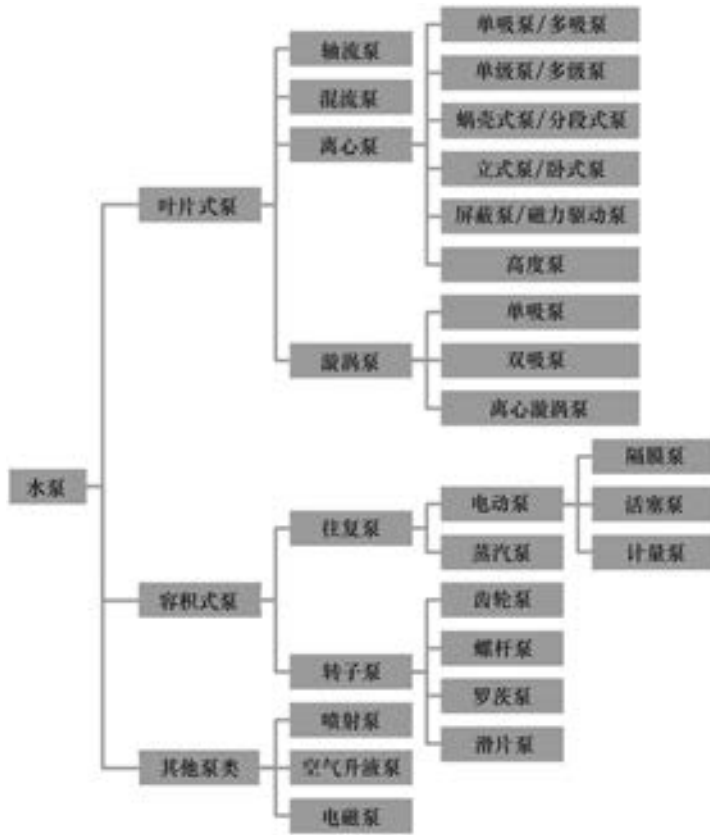 水泵
叶片式泵
轴流泵
混流泵
离心泵
单吸泵/多吸泵
单级泵/多级泵
蜗壳式泵/分段式泵
立式泵/卧式泵
屏蔽泵/磁力驱动泵
高度泵
漩涡泵
单吸泵
双吸泵
离心漩涡泵
容积式泵
往复泵
电动泵
隔膜泵
活塞泵
计量泵
蒸汽泵
转子泵
齿轮泵
螺杆泵
罗茨泵
滑片泵
其他泵类
喷射泵
空气升液泵
电磁泵